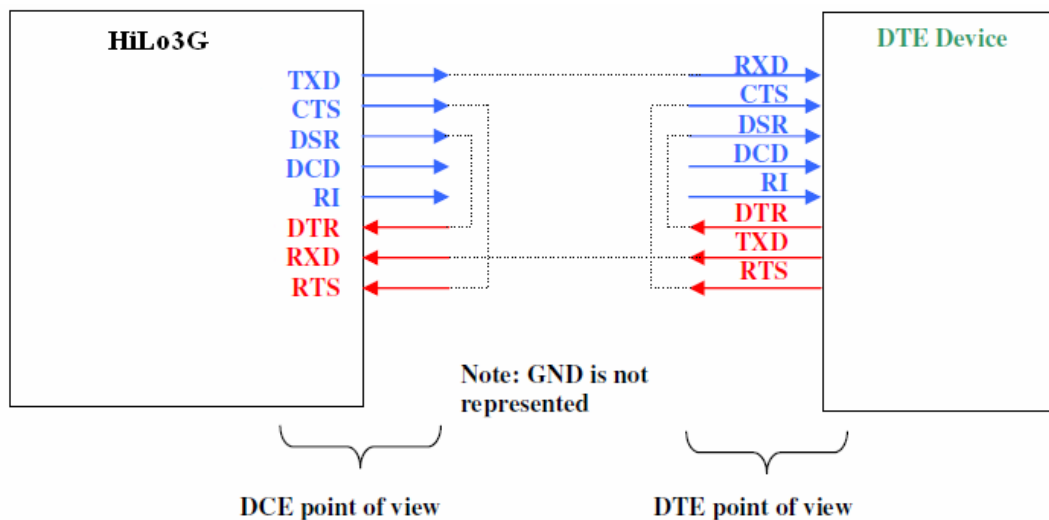 HiLo3G
TXD
CTS
DSR
DCD
RI
DTR
RXD
RTS
DTE Device
RXD
CTS
DSR
DCD
RI
DTR
TXD
RTS
Note: GND is not
represented
DCE point of view
DTE point of view